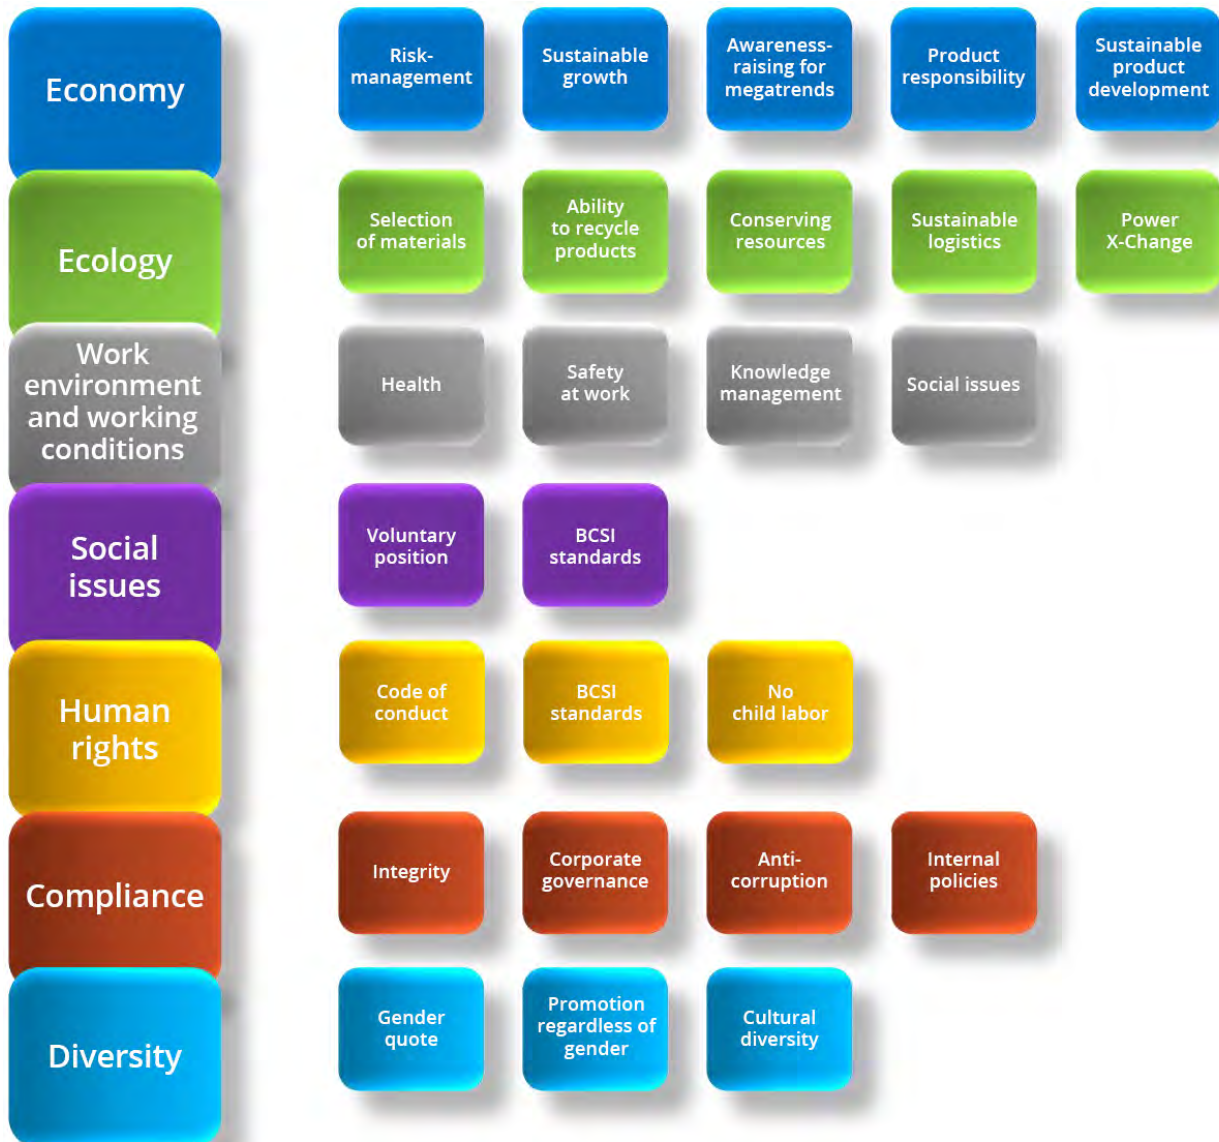 Economy
Risk-
management
Sustainable
growth
Awareness-
raising for
megatrends
Product
responsibility
Sustainable
product
development
Ecology
Selection
of materials
Ability
to recycle
products
Conserving
resources
Sustainable
logistics
Power
X-Change
Work
environment
and working
conditions
Health
Safety
at work
Knowledge
management
Social issues
Social
issues
Voluntary
position
BCSI
standards
Human
rights
Code of
conduct
BCSI
standards
No
child labor
Compliance
Integrity
Corporate
governance
Anti-
corruption
Internal
policies
Diversity
Gender
quote
Promotion
regardless of
gender
Cultural
diversity